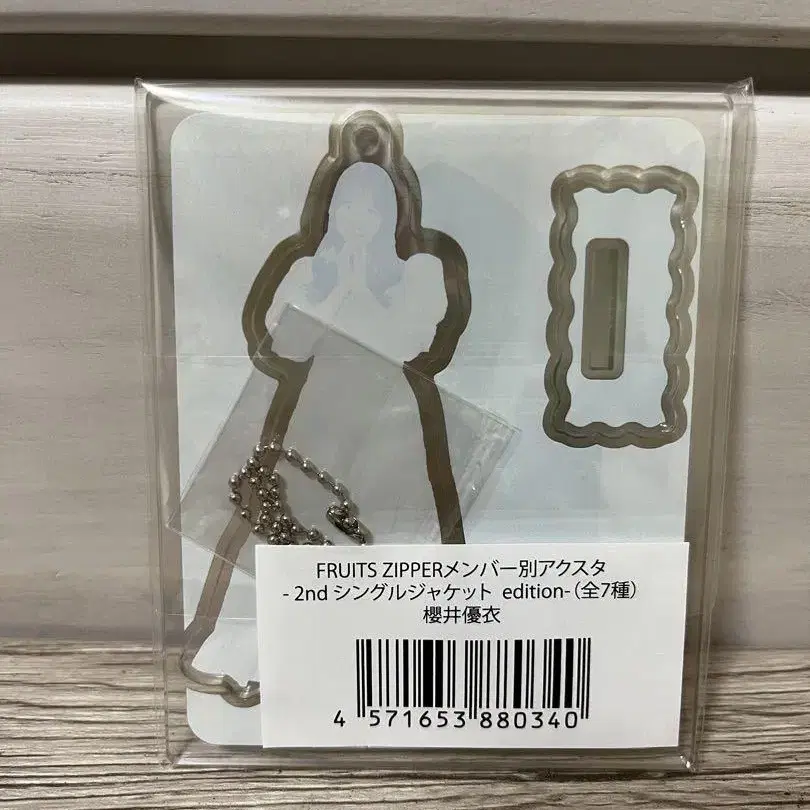 FRUITS ZIPPERメンバー別アクスタ
- 2nd シングルジャケット edition-(全7種)
櫻井優衣
4 571653 880340